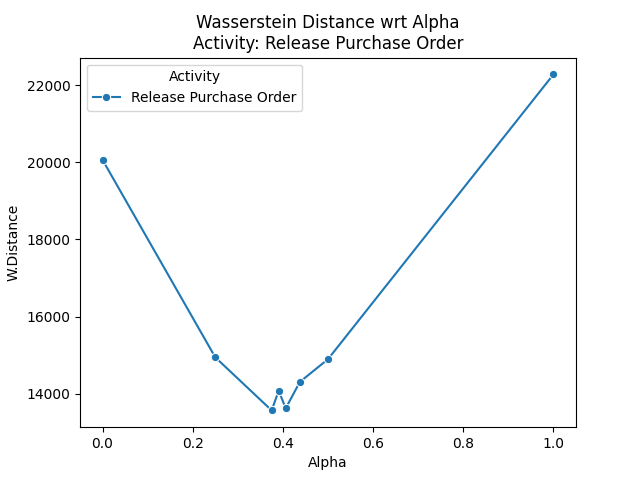 Wasserstein Distance wrt Alpha
Activity: Release Purchase Order
Activity
Release Purchase Order
22000
20000
18000
16000
14000
W.Distance
0.0 0.2 0.4 0.6 0.8 1.0
Alpha